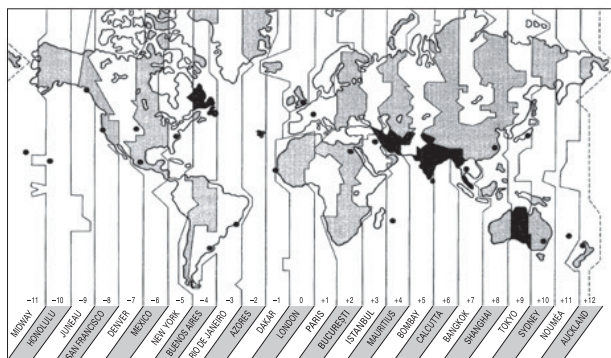 −11 −10 −9 −8 −7 −6 −5 −4 −3 −2 −1 0 +1 +2 +3 +4 +5 +6 +7 +8 +9 +10 +11 +12
MIDWAY
HONOLULU
JUNEAU
SAN FRANCISCO
DENVER
MEXICO
NEW YORK
BUENOS AIRES
RIO DE JANEIRO
AZORES
DAKAR
LONDON
PARIS
BUCUREŞTI
ISTANBUL
MAURITIUS
BOMBAY
CALCUTTA
BANGKOK
SHANGHAI
TOKYO
SYDNEY
NOUMÉA
AUCKLAND